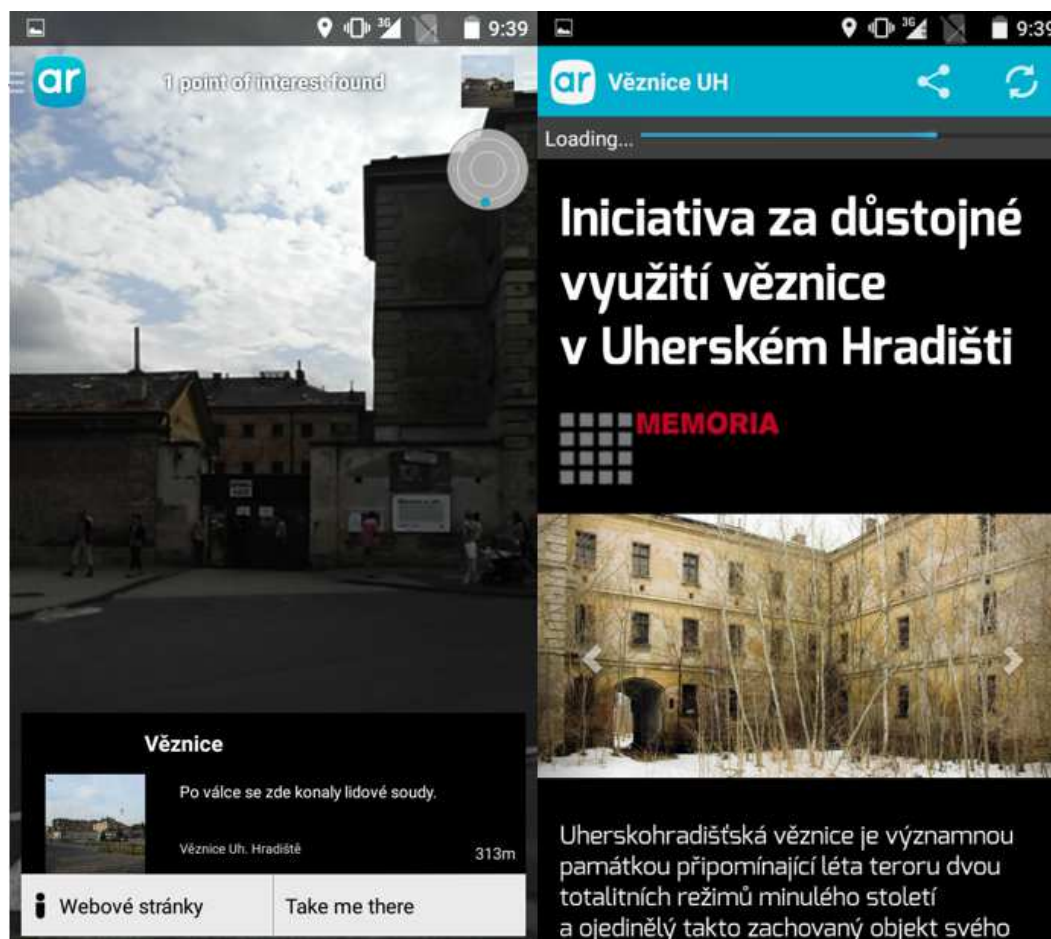 3G
9:39
ar
1 point of interest found
Věznice
Po válce se zde konaly lidové soudy.
Věznice Uh. Hradiště
313m
Webové stránky
Take me there
3G
9:39
ar Věznice UH
Loading...
Iniciativa za důstojné
využití věznice
v Uherském Hradišti
MEMORIA
Uherskohradišťská věznice je významnou
památkou připomínající léta teroru dvou
totalitních režimů minulého století
a ojedinělý takto zachovaný objekt svého